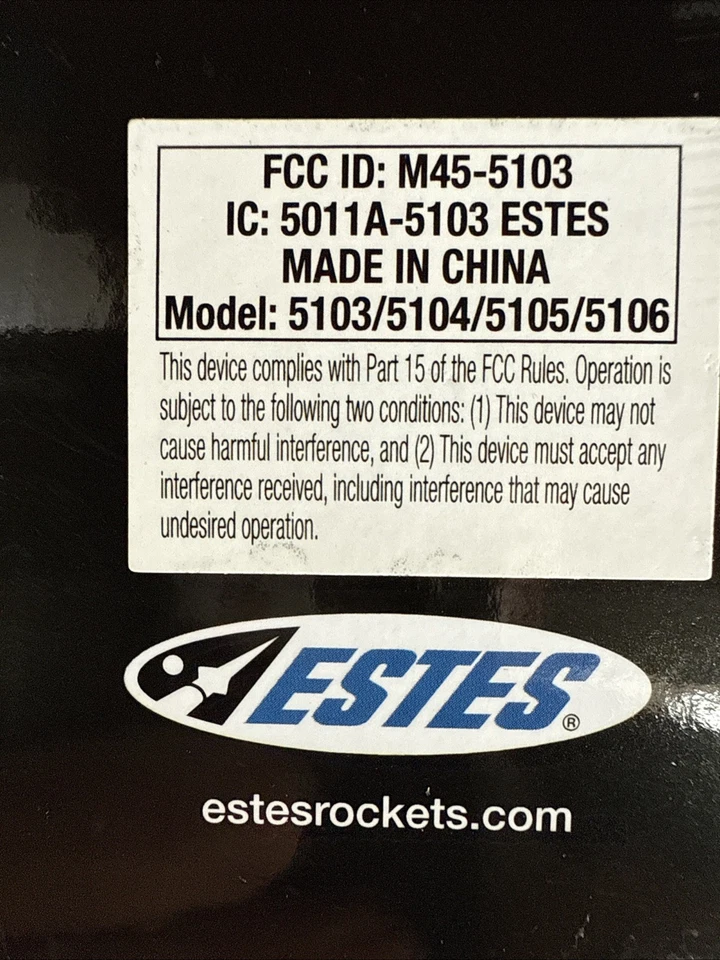 FCC ID: M45-5103
IC: 5011A-5103 ESTES
MADE IN CHINA
Model: 5103/5104/5105/5106
This device complies with Part 15 of the FCC Rules. Operation is
subject to the following two conditions: (1) This device may not
cause harmful interference, and (2) This device must accept any
interference received, including interference that may cause
undesired operation.
ESTES®
estesrockets.com